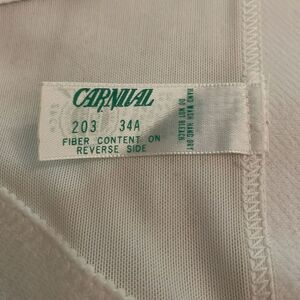 CARNIVAL
203 34A
FIBER CONTENT ON
REVERSE SIDE
HAND WASH HANG DRY
DO NOT BLEACH